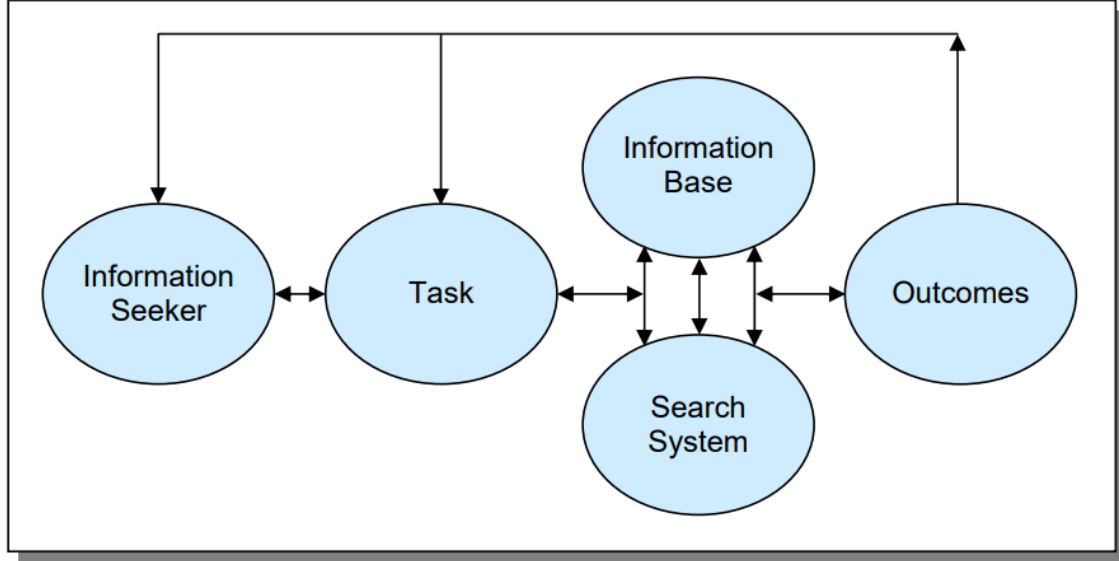 Information
Base
Information
Seeker
Task
Outcomes
Search
System